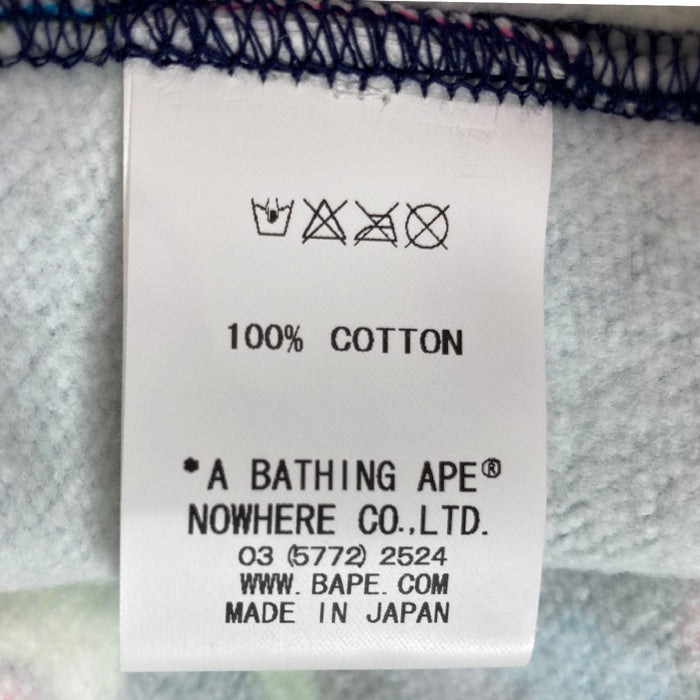 100% COTTON
*A BATHING APE®
NOWHERE CO.,LTD.
03 (5772) 2524
WWW. BAPE. COM
MADE IN JAPAN